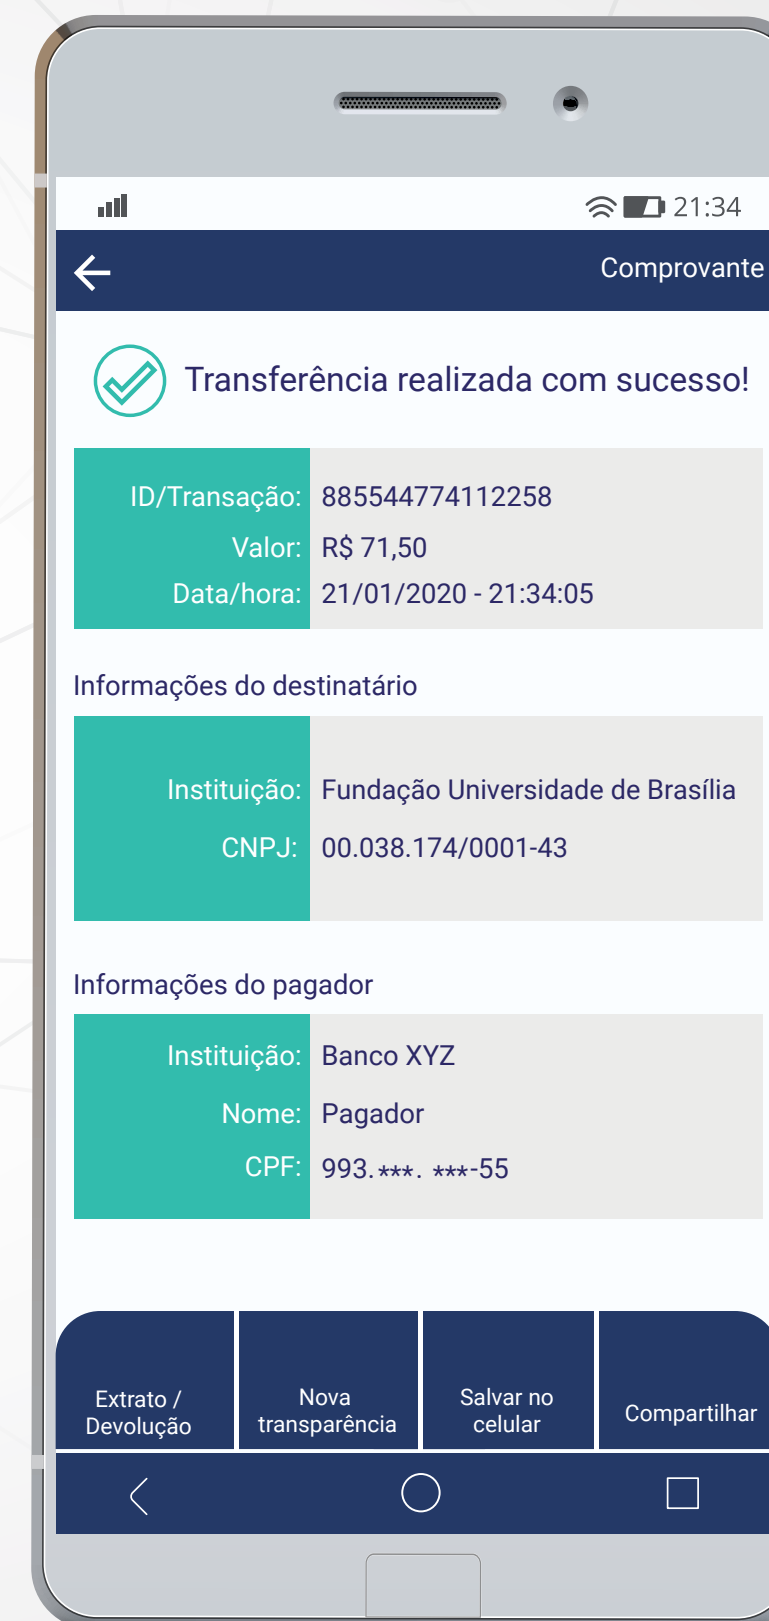 21:34
Comprovante
Transferência realizada com sucesso!
ID/Transação: 885544774112258
Valor: R$ 71,50
Data/hora: 21/01/2020 - 21:34:05
Informações do destinatário
Instituição: Fundação Universidade de Brasília
CNPJ: 00.038.174/0001-43
Informações do pagador
Instituição: Banco XYZ
Nome: Pagador
CPF: 993.***. ***-55
Extrato /
Devolução
Nova
transparência
Salvar no
celular
Compartilhar